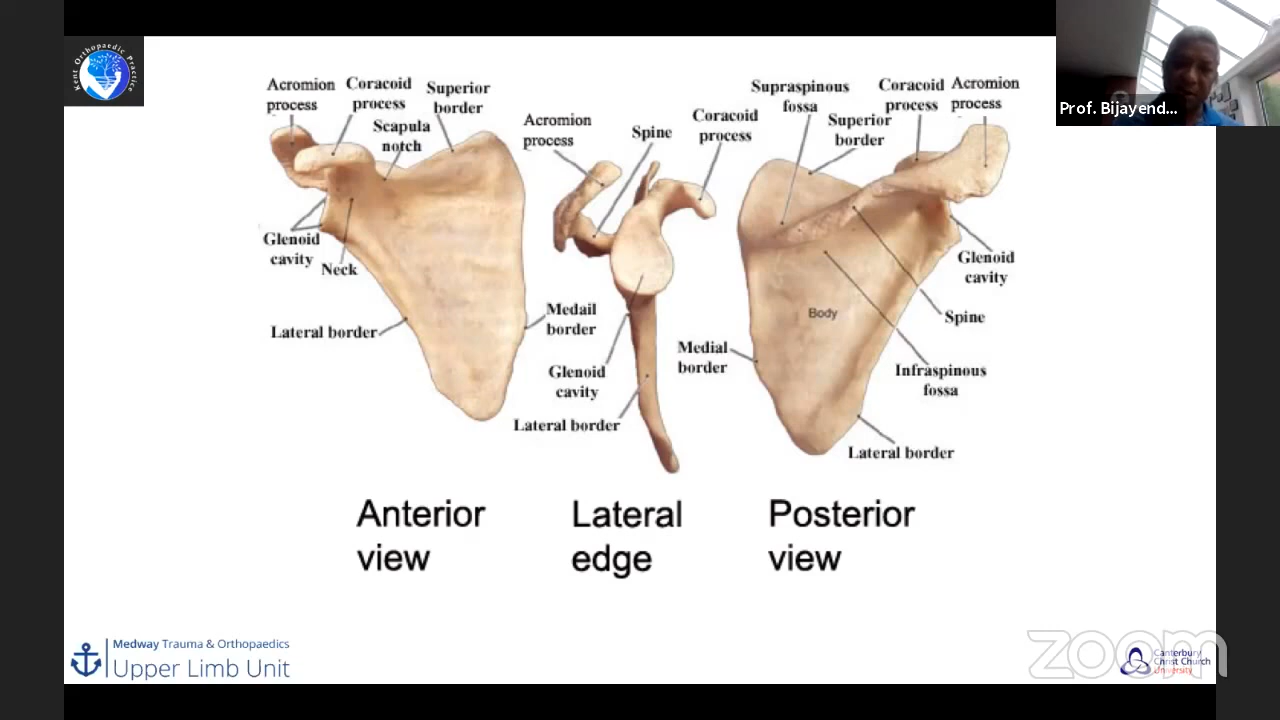 Kent Orthopaedic Practice
Prof. Bijayend...
Acromion
process
Coracoid
process
Superior
border
Scapula
notch
Glenoid
cavity
Neck
Lateral border
Medail
border
Acromion
process
Spine
Coracoid
process
Glenoid
cavity
Lateral border
Supraspinous
fossa
Superior
border
Coracoid
process
Acromion
process
Glenoid
cavity
Body
Spine
Medial
border
Infraspinous
fossa
Lateral border
Anterior
view
Lateral
edge
Posterior
view
Medway Trauma & Orthopaedics
Upper Limb Unit
zoom
Canterbury
Christ Church
University